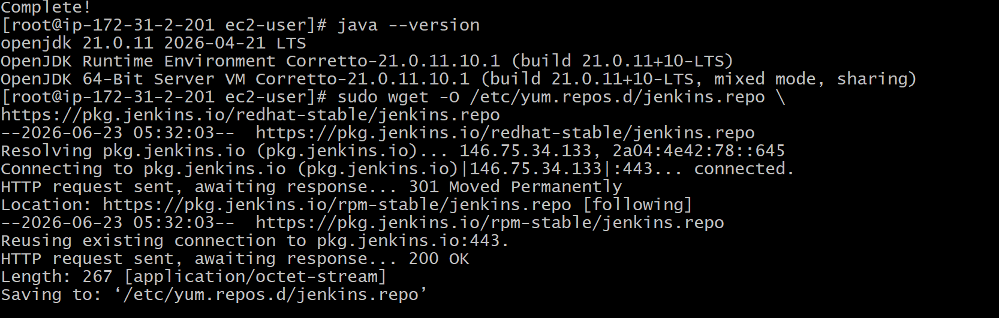 Complete!
[root@ip-172-31-2-201 ec2-user]# java --version
openjdk 21.0.11 2026-04-21 LTS
OpenJDK Runtime Environment Corretto-21.0.11.10.1 (build 21.0.11+10-LTS)
OpenJDK 64-Bit Server VM Corretto-21.0.11.10.1 (build 21.0.11+10-LTS, mixed mode, sharing)
[root@ip-172-31-2-201 ec2-user]# sudo wget -O /etc/yum.repos.d/jenkins.repo \
https://pkg.jenkins.io/redhat-stable/jenkins.repo
--2026-06-23 05:32:03--  https://pkg.jenkins.io/redhat-stable/jenkins.repo
Resolving pkg.jenkins.io (pkg.jenkins.io)... 146.75.34.133, 2a04:4e42:78::645
Connecting to pkg.jenkins.io (pkg.jenkins.io)|146.75.34.133|:443... connected.
HTTP request sent, awaiting response... 301 Moved Permanently
Location: https://pkg.jenkins.io/rpm-stable/jenkins.repo [following]
--2026-06-23 05:32:03--  https://pkg.jenkins.io/rpm-stable/jenkins.repo
Reusing existing connection to pkg.jenkins.io:443.
HTTP request sent, awaiting response... 200 OK
Length: 267 [application/octet-stream]
Saving to: ‘/etc/yum.repos.d/jenkins.repo’